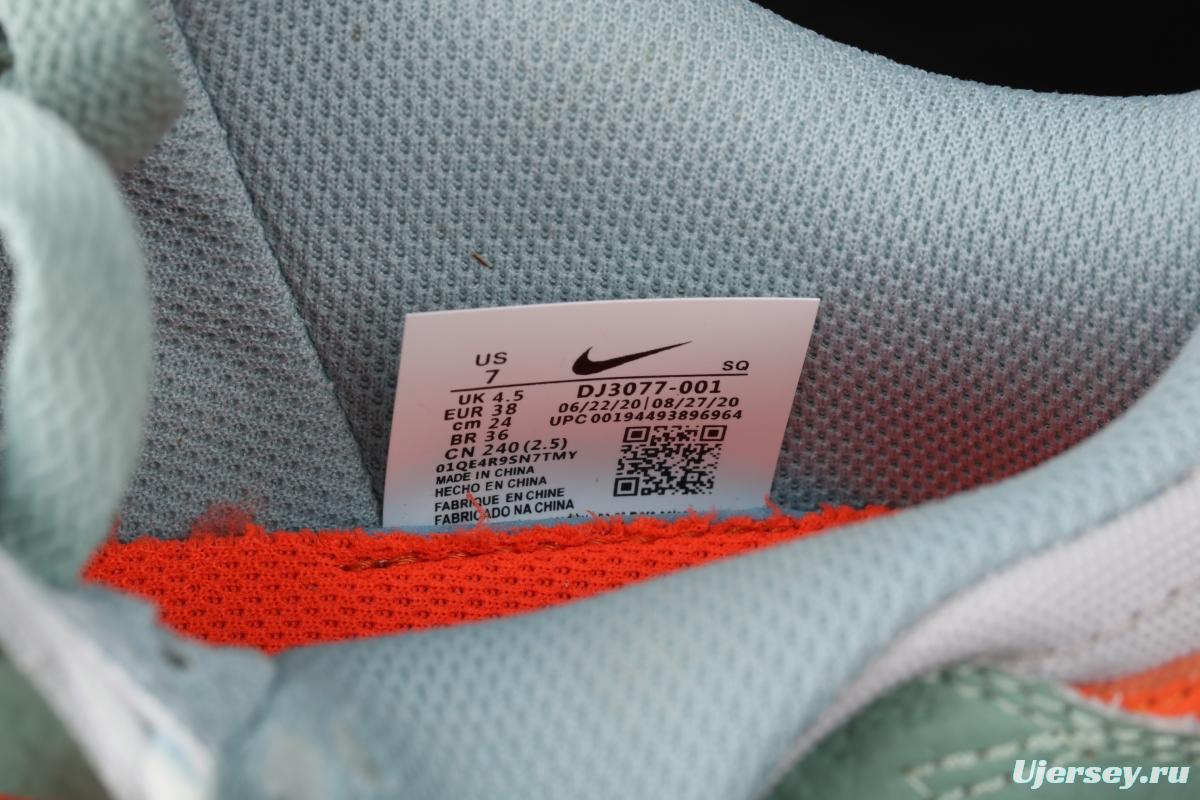 US
7
SQ
UK 4.5
EUR 38
cm 24
BR 36
CN 240 (2.5)
01QE4R9SN7TMY
MADE IN CHINA
HECHO EN CHINA
FABRIQUE EN CHINE
FABRICADO NA CHINA
DJ3077-001
06/22/20|08/27/20
UPC 00194493896964
Ujersey.ru